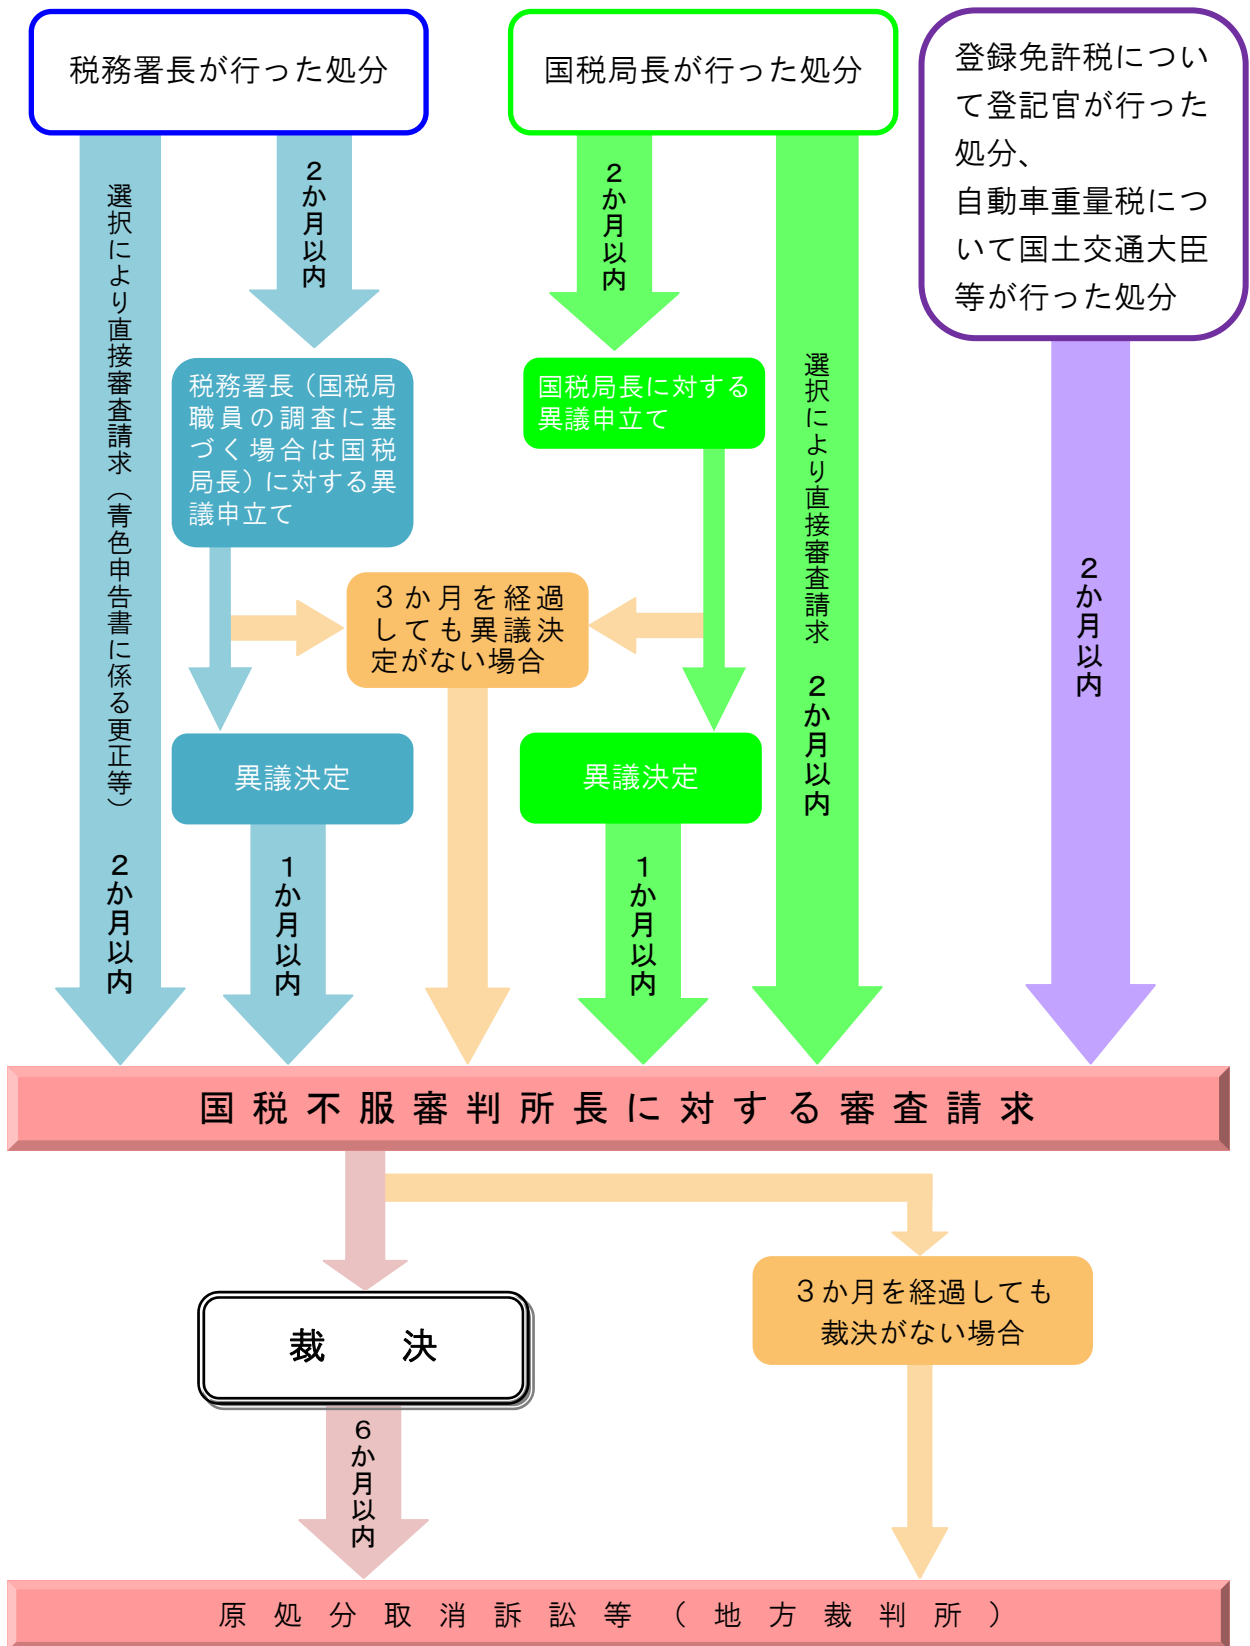 税務署長が行った処分
国税局長が行った処分
登録免許税につい
て登記官が行った
処分、
自動車重量税につ
いて国土交通大臣
等が行った処分
選択により直接審査請求（青色申告書に係る更正等） ２か月以内
２か月以内
２か月以内
選択により直接審査請求 ２か月以内
２か月以内
税務署長（国税局
職員の調査に基
づく場合は国税
局長）に対する異
議申立て
国税局長に対する
異議申立て
３か月を経過
しても異議決
定がない場合
異議決定
異議決定
１か月以内
１か月以内
国税不服審判所長に対する審査請求
裁決
３か月を経過しても
裁決がない場合
６か月以内
原処分取消訴訟等（地方裁判所）